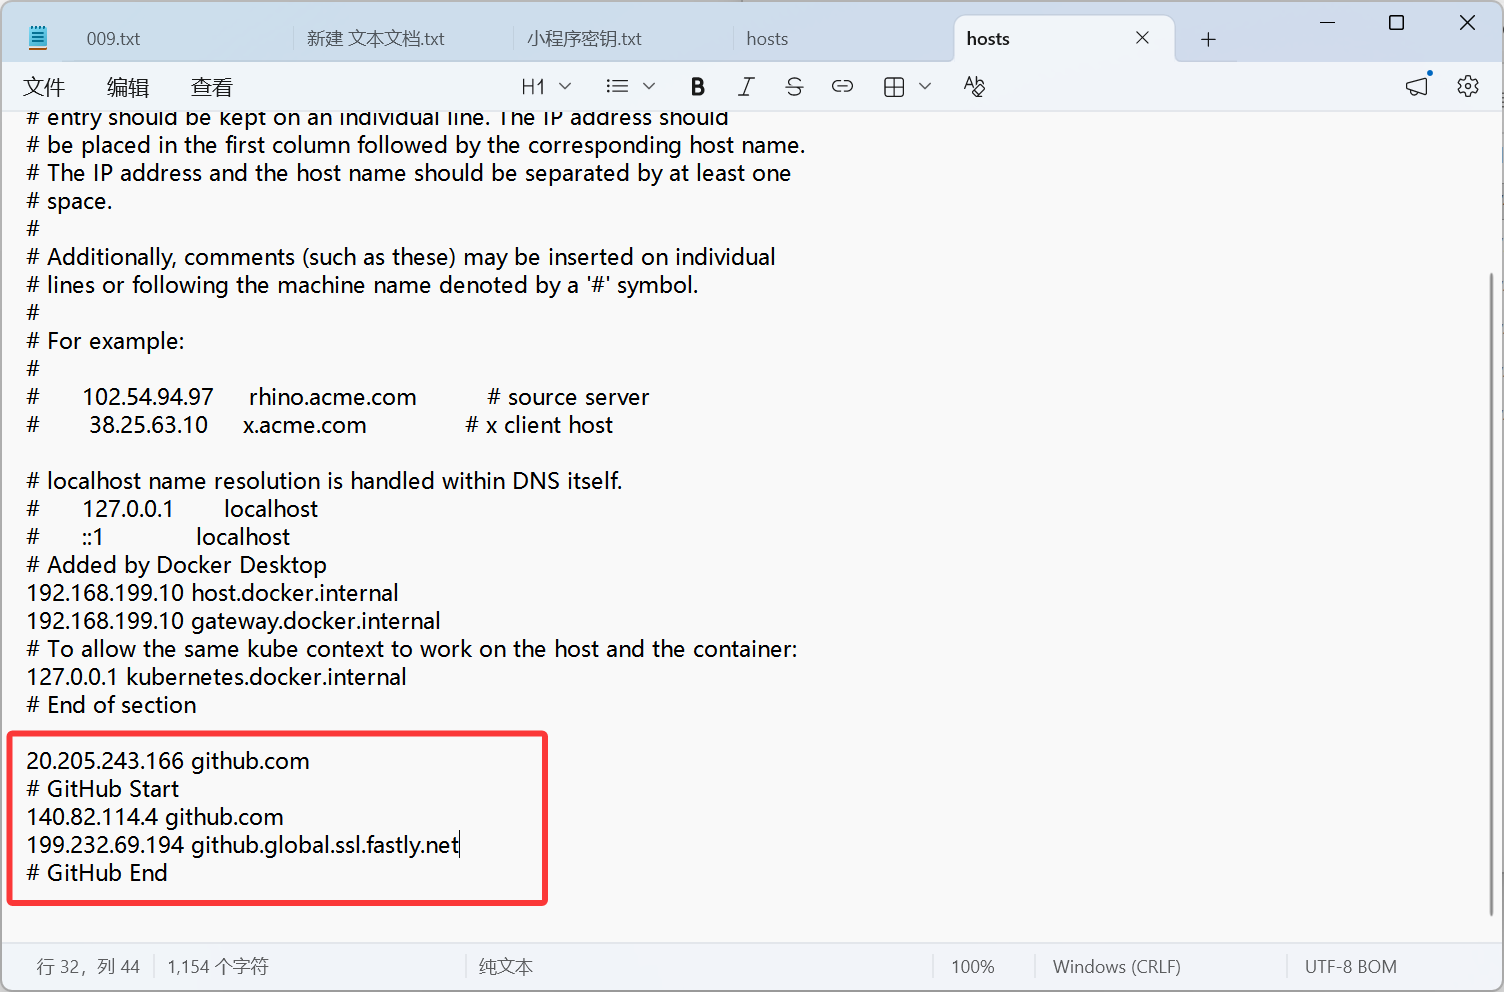 009.txt
新建 文本文档.txt
小程序密钥.txt
hosts
hosts
文件
编辑
查看
H1
B
I
S
# entry should be kept on an individual line. The IP address should
# be placed in the first column followed by the corresponding host name.
# The IP address and the host name should be separated by at least one
# space.
#
# Additionally, comments (such as these) may be inserted on individual
# lines or following the machine name denoted by a '#' symbol.
#
# For example:
#
#      102.54.94.97     rhino.acme.com          # source server
#       38.25.63.10     x.acme.com              # x client host

# localhost name resolution is handled within DNS itself.
#      127.0.0.1       localhost
#      ::1             localhost
# Added by Docker Desktop
192.168.199.10 host.docker.internal
192.168.199.10 gateway.docker.internal
# To allow the same kube context to work on the host and the container:
127.0.0.1 kubernetes.docker.internal
# End of section

20.205.243.166 github.com
# GitHub Start
140.82.114.4 github.com
199.232.69.194 github.global.ssl.fastly.net
# GitHub End
行 32，列 44
1,154 个字符
纯文本
100%
Windows (CRLF)
UTF-8 BOM